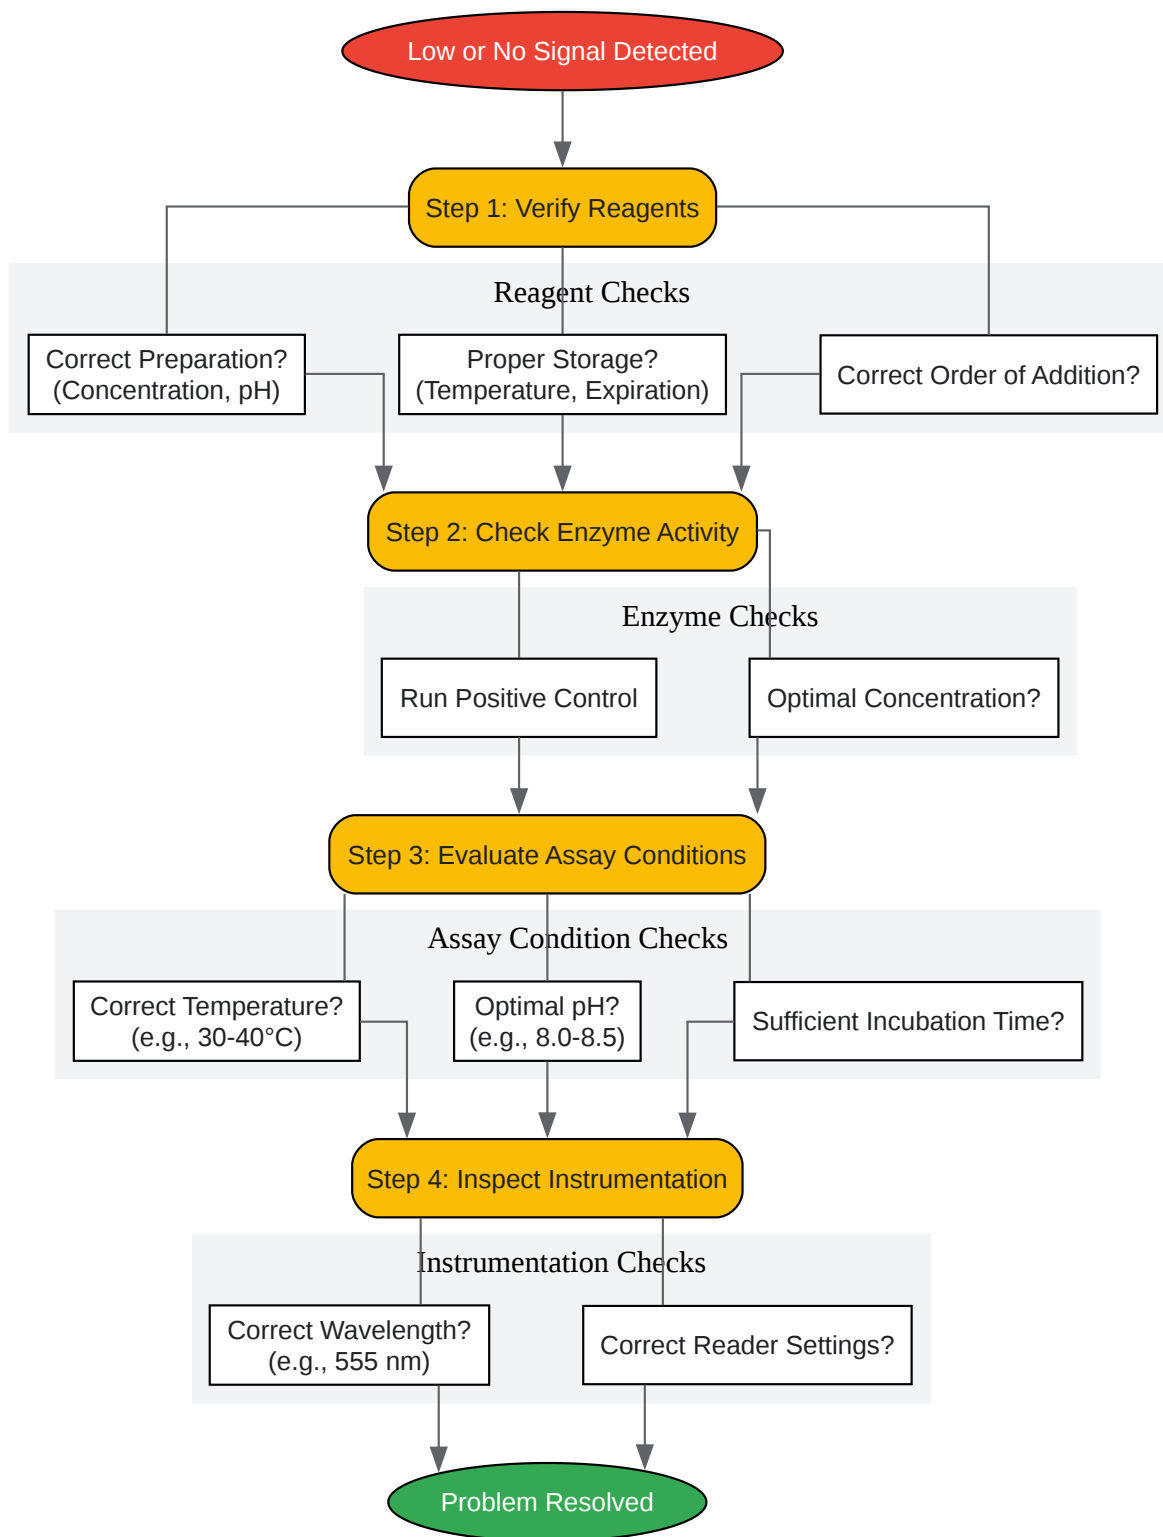 Low or No Signal Detected
Step 1: Verify Reagents
Reagent Checks
Correct Preparation?
(Concentration, pH)
Proper Storage?
(Temperature, Expiration)
Correct Order of Addition?
Step 2: Check Enzyme Activity
Enzyme Checks
Run Positive Control
Optimal Concentration?
Step 3: Evaluate Assay Conditions
Assay Condition Checks
Correct Temperature?
(e.g., 30-40°C)
Optimal pH?
(e.g., 8.0-8.5)
Sufficient Incubation Time?
Step 4: Inspect Instrumentation
Instrumentation Checks
Correct Wavelength?
(e.g., 555 nm)
Correct Reader Settings?
Problem Resolved